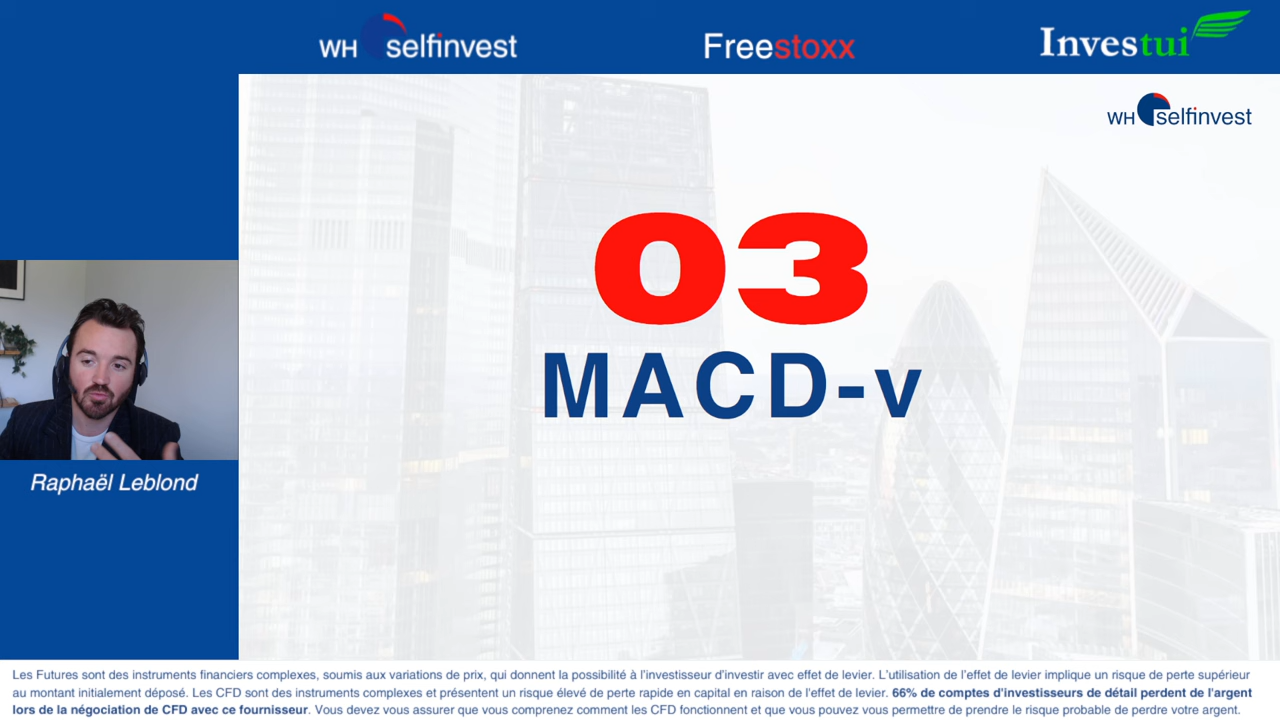 WH selfinvest
Freestoxx
Investui
WH selfinvest
03
MACD-v
Raphaël Leblond
Les Futures sont des instruments financiers complexes, soumis aux variations de prix, qui donnent la possibilité à l'investisseur d'investir avec effet de levier. L'utilisation de l'effet de levier implique un risque de perte supérieur
au montant initialement déposé. Les CFD sont des instruments complexes et présentent un risque élevé de perte rapide en capital en raison de l'effet de levier. 66% de comptes d'investisseurs de détail perdent de l'argent
lors de la négociation de CFD avec ce fournisseur. Vous devez vous assurer que vous comprenez comment les CFD fonctionnent et que vous pouvez vous permettre de prendre le risque probable de perdre votre argent.